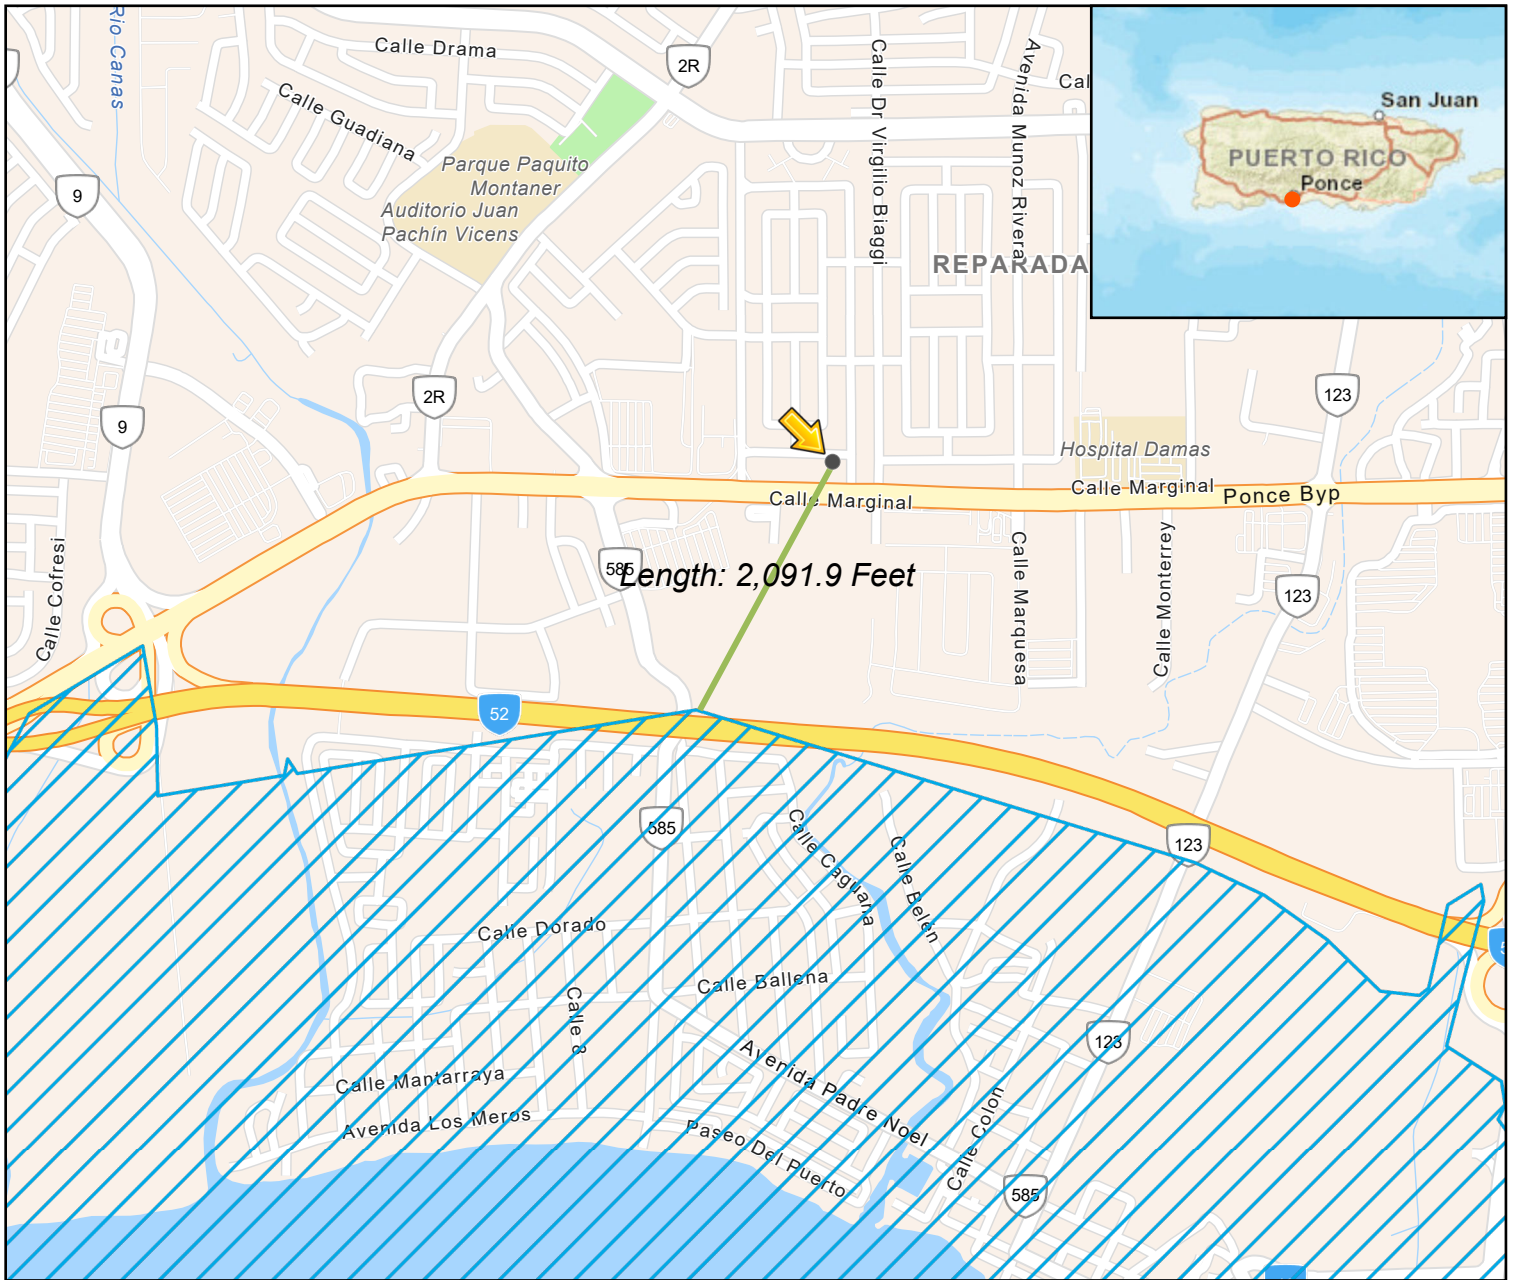 Rio Canas
Calle Drama
2R
Calle Dr Virgilio Biaggi
Avenida Munoz Rivera
Cal
San Juan
PUERTO RICO
Ponce
Calle Guadiana
Parque Paquito
Montaner
Auditorio Juan
Pachín Vicens
9
REPARADA
2R
9
123
Hospital Damas
Calle Marginal
Calle Marginal
Ponce Byp
Calle Cofresi
585
Length: 2,091.9 Feet
Calle Marquesa
Calle Monterrey
123
52
585
Calle Caguana
Calle Belén
123
Calle Dorado
Calle Ballena
Calle 8
123
Avenida Padre Noel
Calle Mantarraya
Avenida Los Meros
Paseo Del Puerto
Calle Colon
585